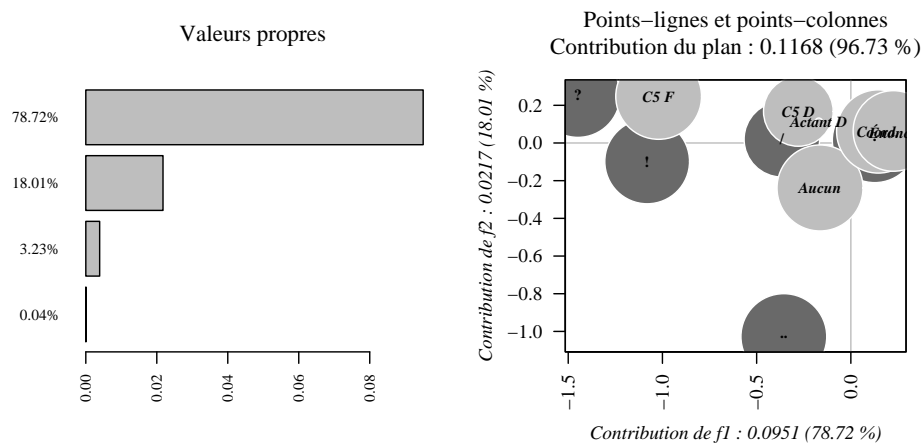 Valeurs propres
78.72%
18.01%
3.23%
0.04%
0.00
0.02
0.04
0.06
0.08
Points−lignes et points−colonnes
Contribution du plan : 0.1168 (96.73 %)
Contribution de f2 : 0.0217 (18.01 %)
0.2
0.0
−0.2
−0.4
−0.6
−0.8
−1.0
?
C5 F
!
C5 D
Actant D
/
Aucun
..
−1.5
−1.0
−0.5
0.0
Contribution de f1 : 0.0951 (78.72 %)